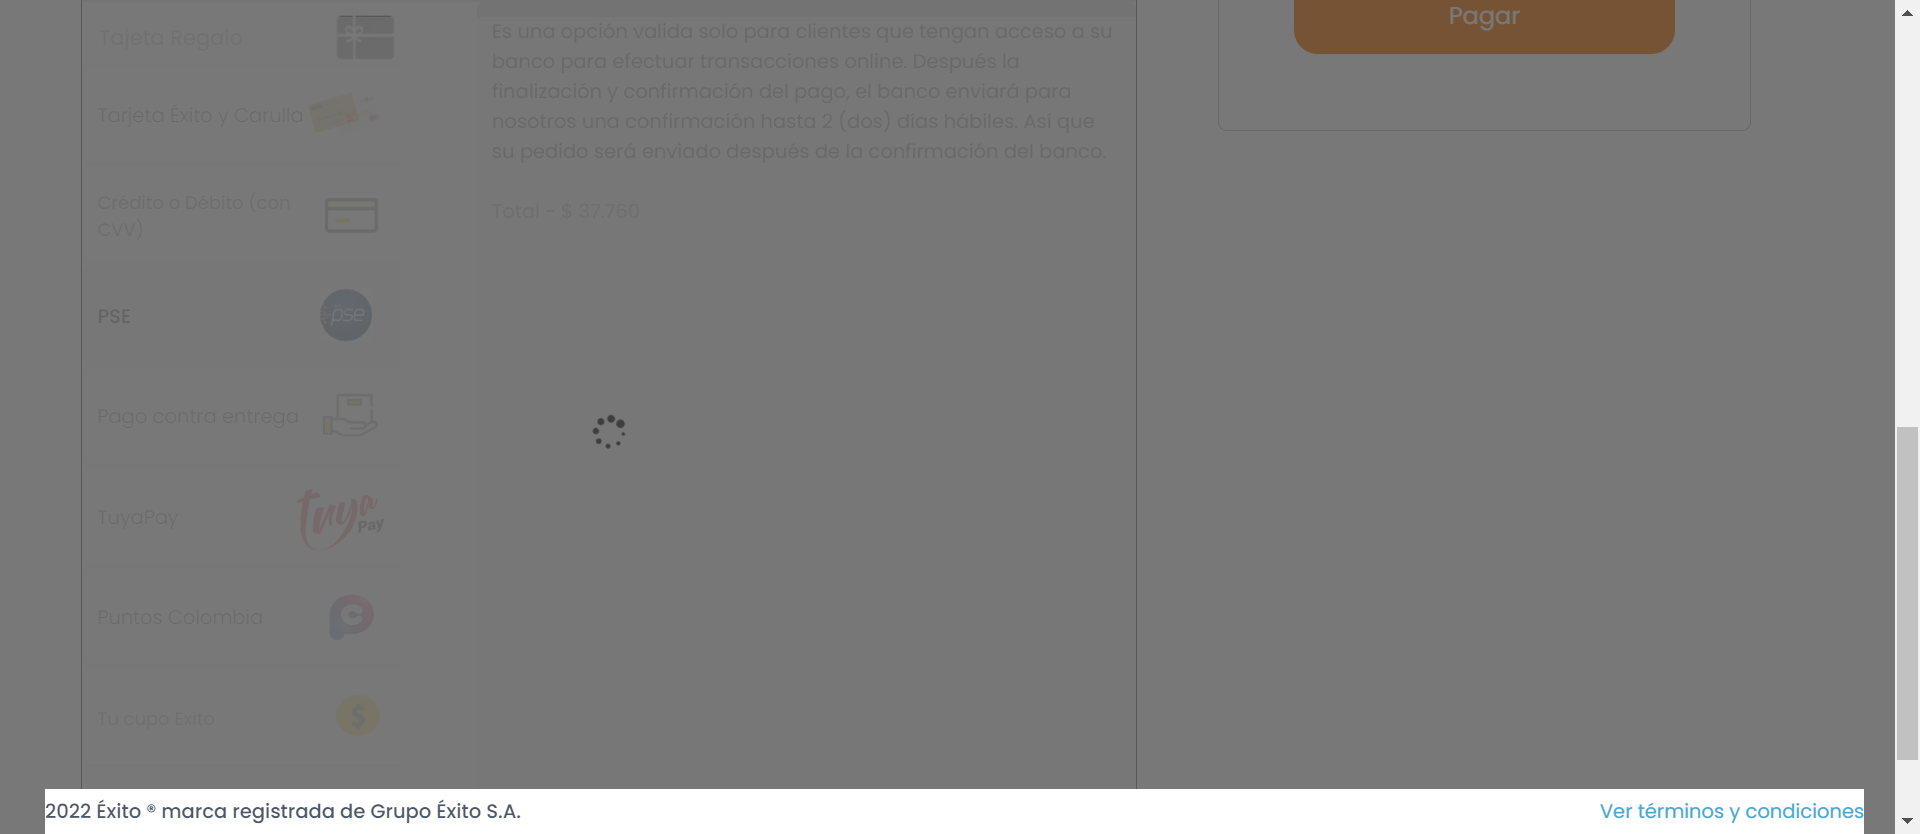 Pagar
Tajeta Regalo
Es una opción valida solo para clientes que tengan acceso a su
banco para efectuar transacciones online. Después la
finalización y confirmación del pago, el banco enviará para
nosotros una confirmación hasta 2 (dos) días hábiles. Así que
su pedido será enviado después de la confirmación del banco.
Total - $ 37.760
Tarjeta Éxito y Carulla
Crédito o Débito (con
CVV)
PSE
pse
Pago contra entrega
TuyaPay
tuya
Pay
Puntos Colombia
Tu cupo Exito
$
2022 Éxito ® marca registrada de Grupo Éxito S.A.
Ver términos y condiciones